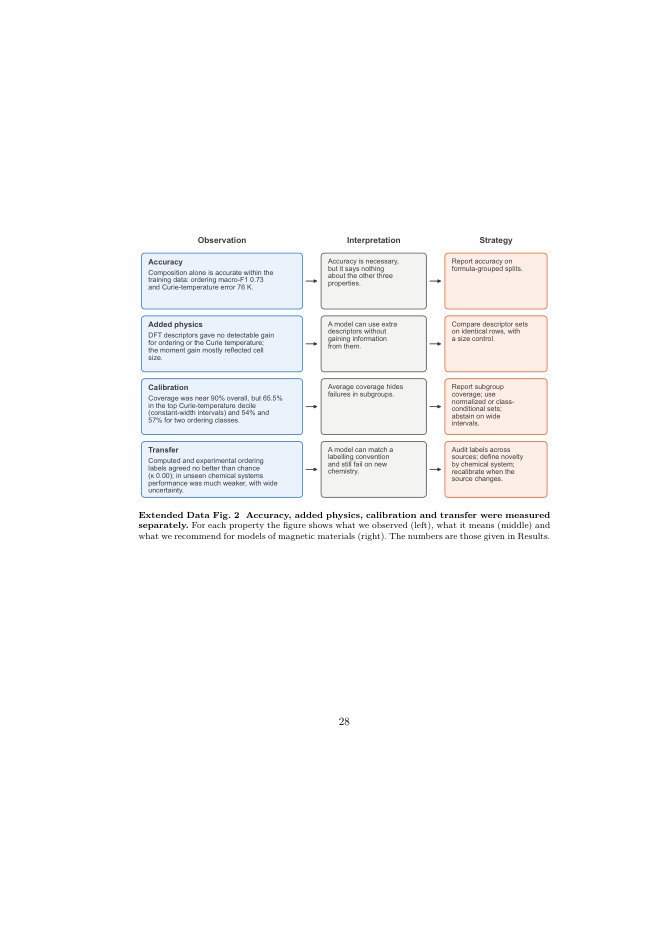 Observation
Interpretation
Strategy
Accuracy
Composition alone is accurate within the
training data: ordering macro-F1 0.73
and Curie-temperature error 76 K.
Accuracy is necessary,
but it says nothing
about the other three
properties.
Report accuracy on
formula-grouped splits.
Added physics
DFT descriptors gave no detectable gain
for ordering or the Curie temperature;
the moment gain mostly reflected cell
size.
A model can use extra
descriptors without
gaining information
from them.
Compare descriptor sets
on identical rows, with
a size control.
Calibration
Coverage was near 90% overall, but 65.5%
in the top Curie-temperature decile
(constant-width intervals) and 54% and
57% for two ordering classes.
Average coverage hides
failures in subgroups.
Report subgroup
coverage; use
normalized or class-
conditional sets;
abstain on wide
intervals.
Transfer
Computed and experimental ordering
labels agreed no better than chance
(κ 0.00); in unseen chemical systems
performance was much weaker, with wide
uncertainty.
A model can match a
labelling convention
and still fail on new
chemistry.
Audit labels across
sources; define novelty
by chemical system;
recalibrate when the
source changes.
Extended Data Fig. 2 Accuracy, added physics, calibration and transfer were measured
separately. For each property the figure shows what we observed (left), what it means (middle) and
what we recommend for models of magnetic materials (right). The numbers are those given in Results.
28